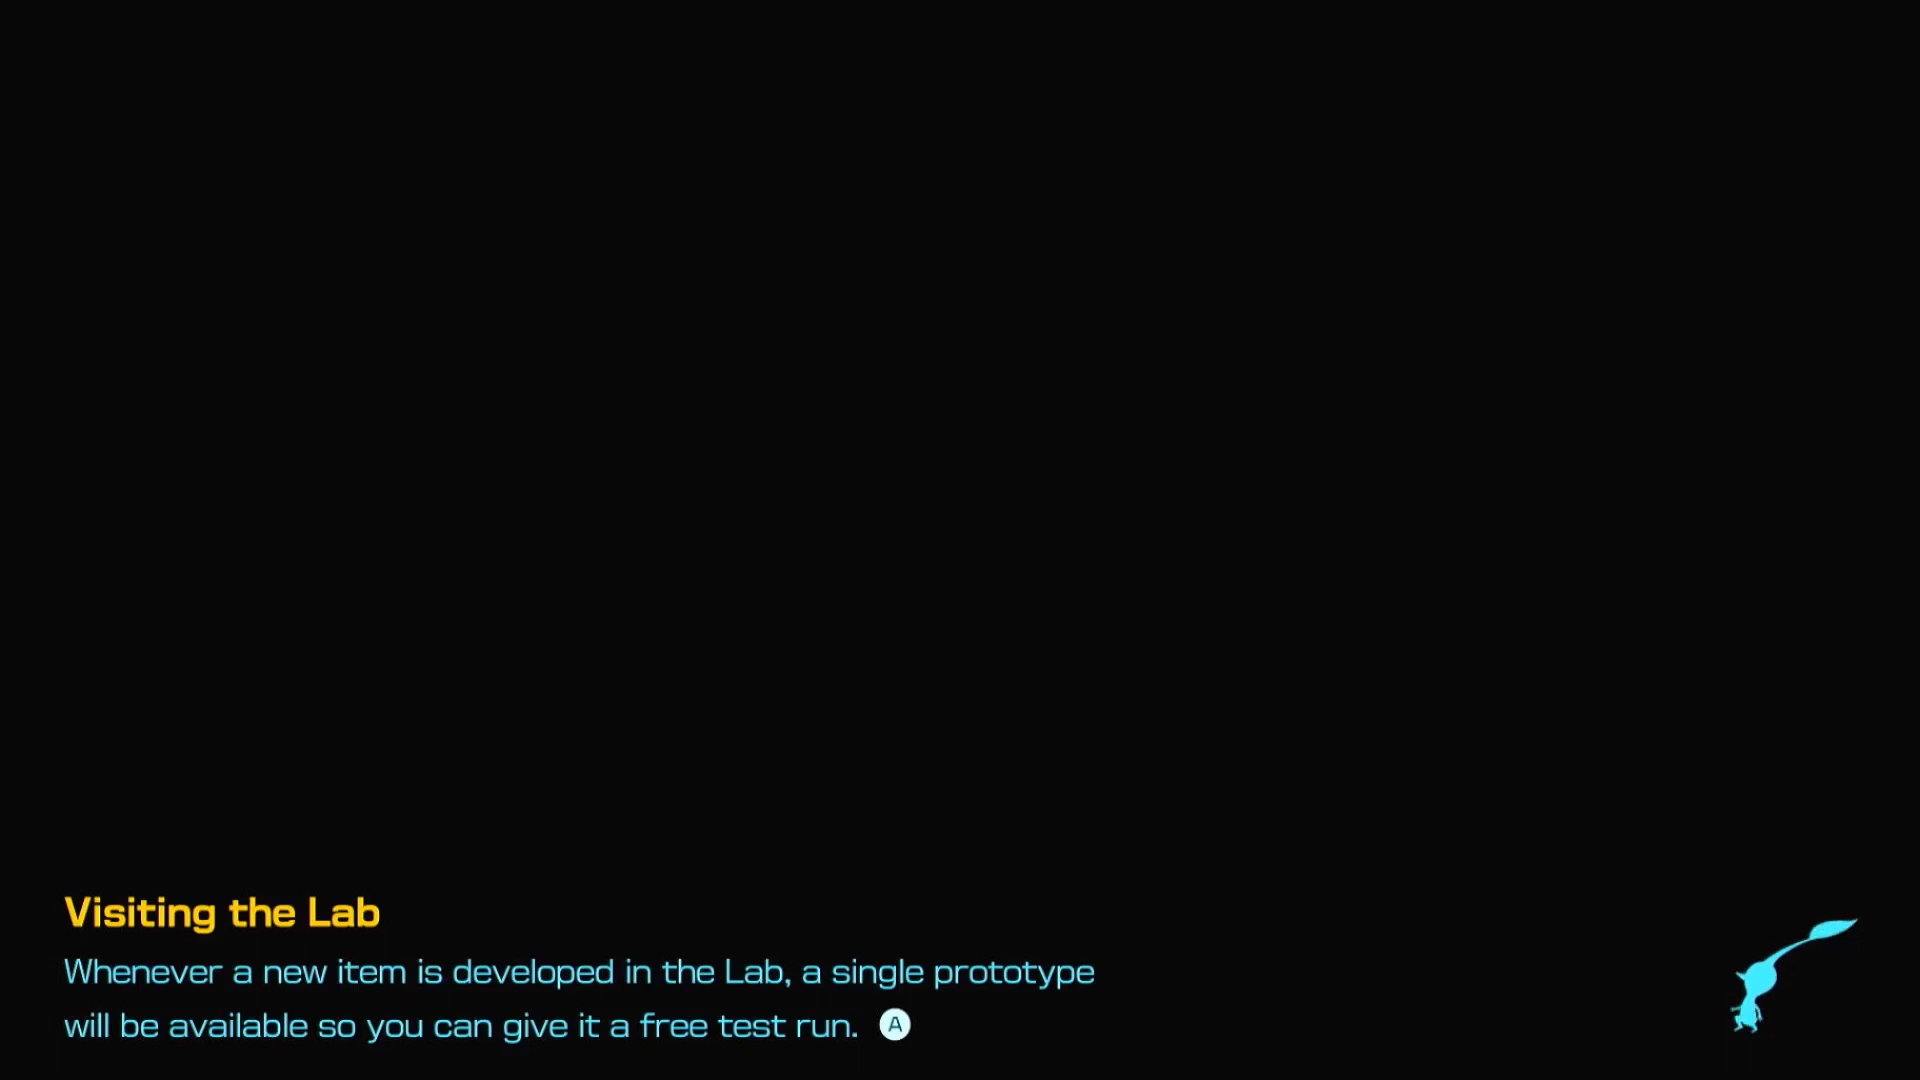 Visiting the Lab
Whenever a new item is developed in the Lab, a single prototype
will be available so you can give it a free test run. A